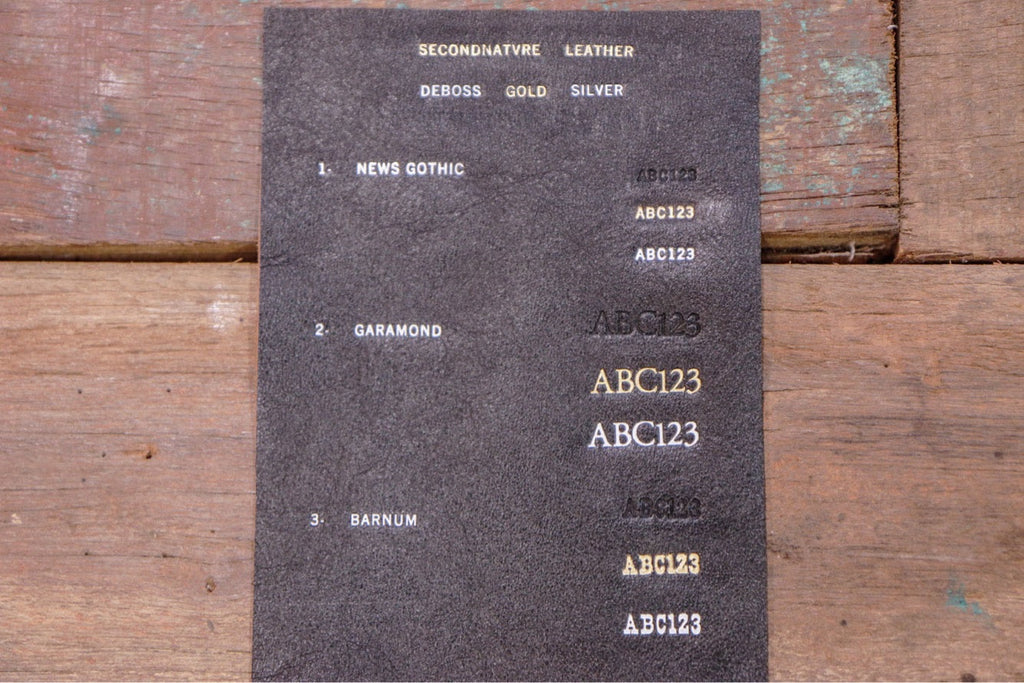 SECONDNATVRE LEATHER
DEBOSS GOLD SILVER
1- NEWS GOTHIC
ABC123
ABC123
ABC123
2- GARAMOND
ABC123
ABC123
ABC123
3- BARNUM
ABC123
ABC123
ABC123